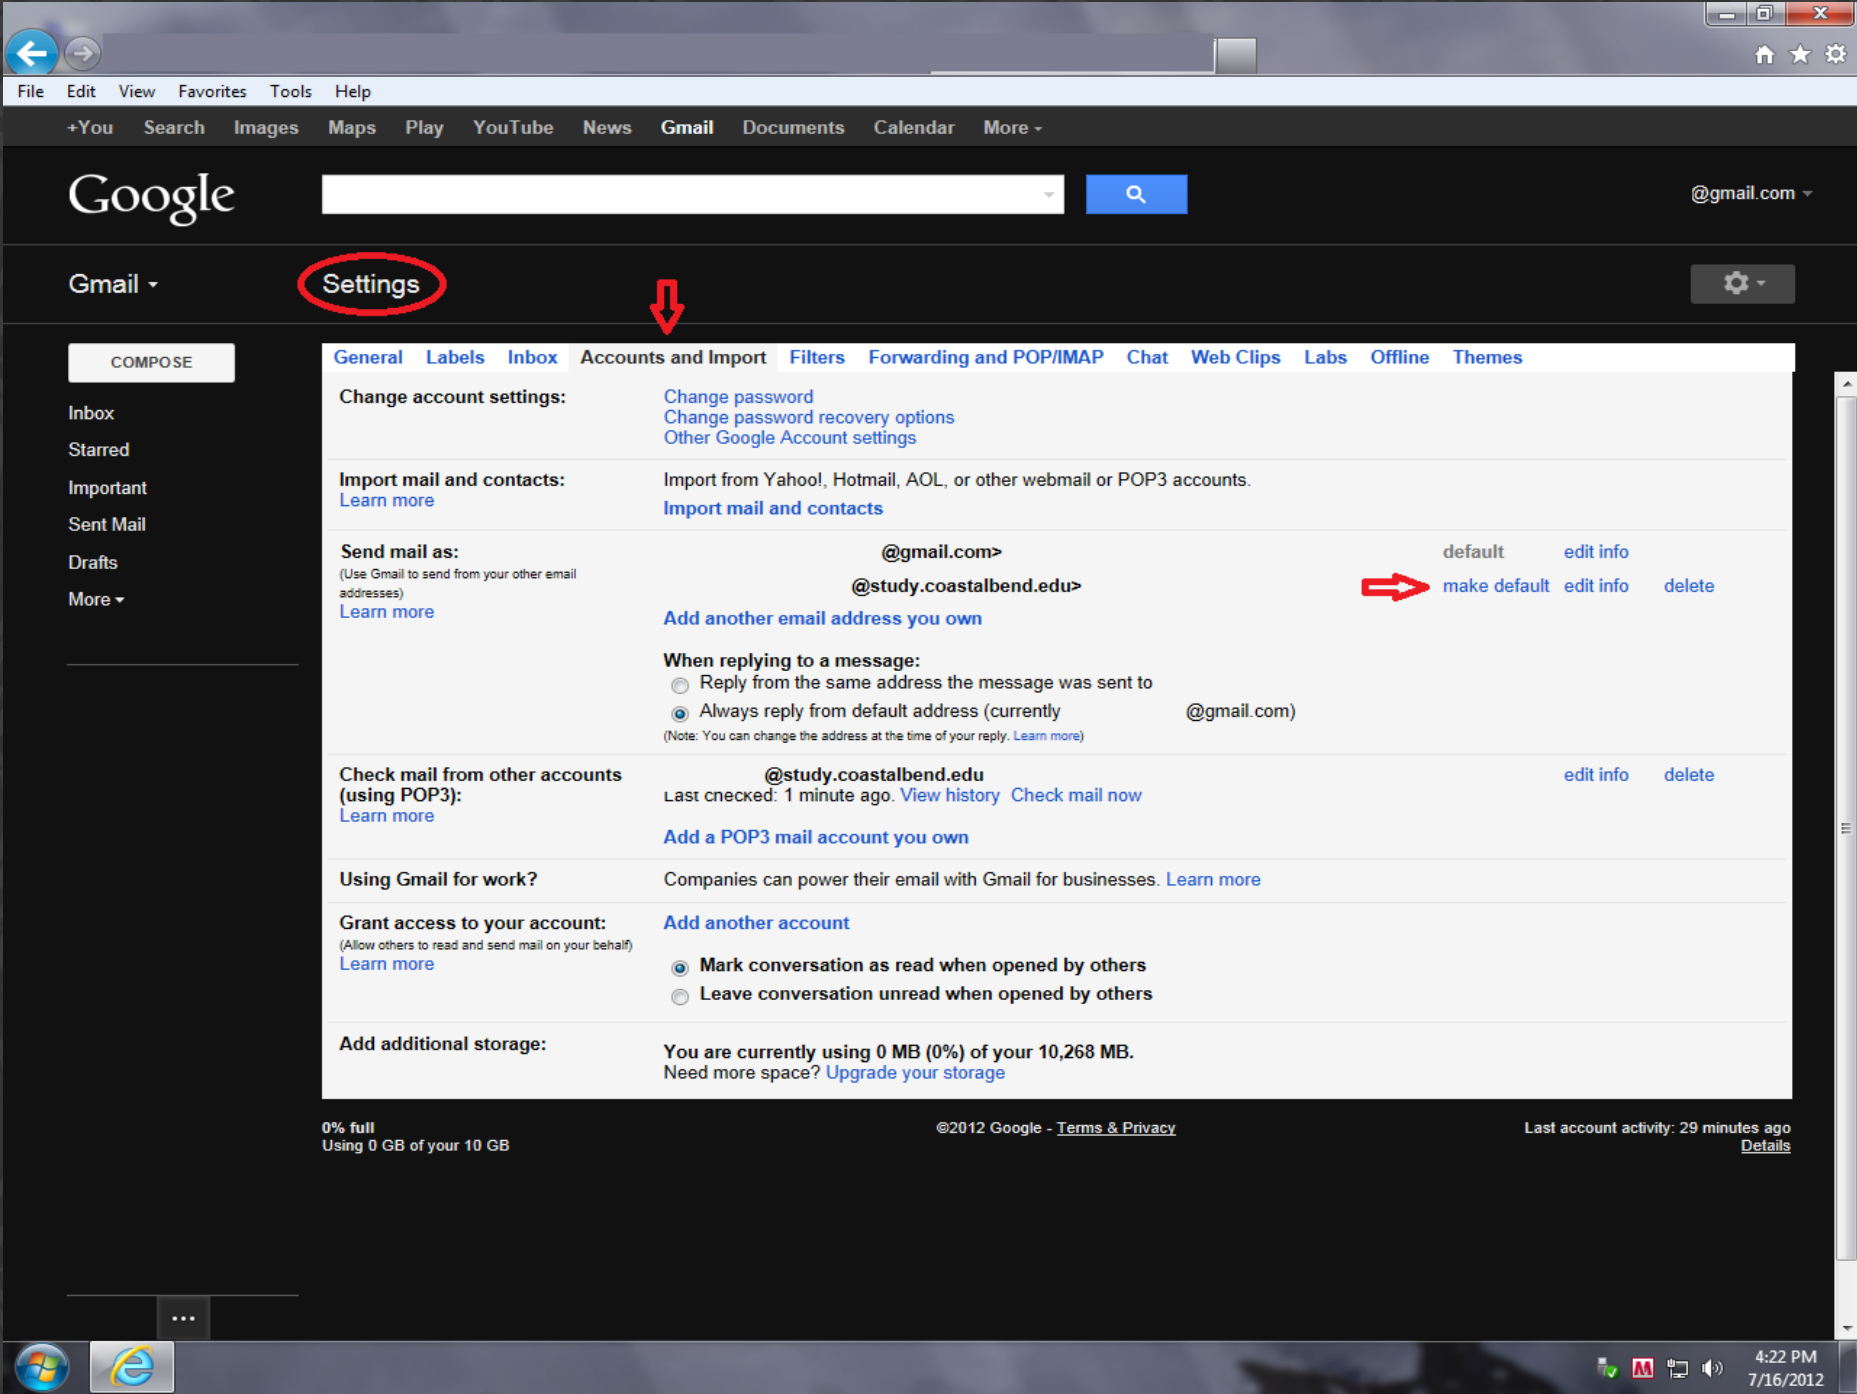 File Edit View Favorites Tools Help
+You Search Images Maps Play YouTube News Gmail Documents Calendar More
Google
@gmail.com
Gmail
Settings
COMPOSE
Inbox
Starred
Important
Sent Mail
Drafts
More
General Labels Inbox Accounts and Import Filters Forwarding and POP/IMAP Chat Web Clips Labs Offline Themes
Change account settings:
Change password
Change password recovery options
Other Google Account settings
Import mail and contacts:
Learn more
Import from Yahoo!, Hotmail, AOL, or other webmail or POP3 accounts.
Import mail and contacts
Send mail as:
(Use Gmail to send from your other email
addresses)
Learn more
@gmail.com> default edit info
@study.coastalbend.edu> make default edit info delete
Add another email address you own
When replying to a message:
Reply from the same address the message was sent to
Always reply from default address (currently @gmail.com)
(Note: You can change the address at the time of your reply. Learn more)
Check mail from other accounts
(using POP3):
Learn more
@study.coastalbend.edu edit info delete
Last checked: 1 minute ago. View history Check mail now
Add a POP3 mail account you own
Using Gmail for work?
Companies can power their email with Gmail for businesses. Learn more
Grant access to your account:
(Allow others to read and send mail on your behalf)
Learn more
Add another account
Mark conversation as read when opened by others
Leave conversation unread when opened by others
Add additional storage:
You are currently using 0 MB (0%) of your 10,268 MB.
Need more space? Upgrade your storage
0% full
Using 0 GB of your 10 GB
©2012 Google - Terms & Privacy
Last account activity: 29 minutes ago
Details
4:22 PM
7/16/2012